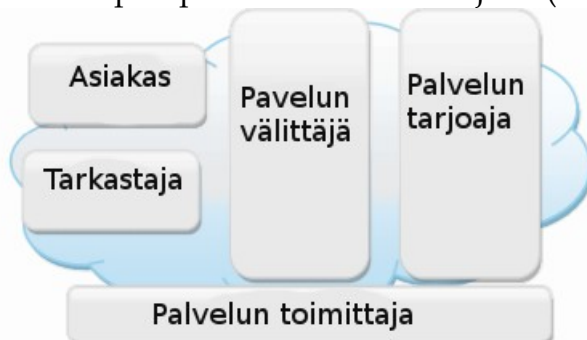 Asiakas
Tarkastaja
Pavelun
välittäjä
Palvelun
tarjoaja
Palvelun toimittaja